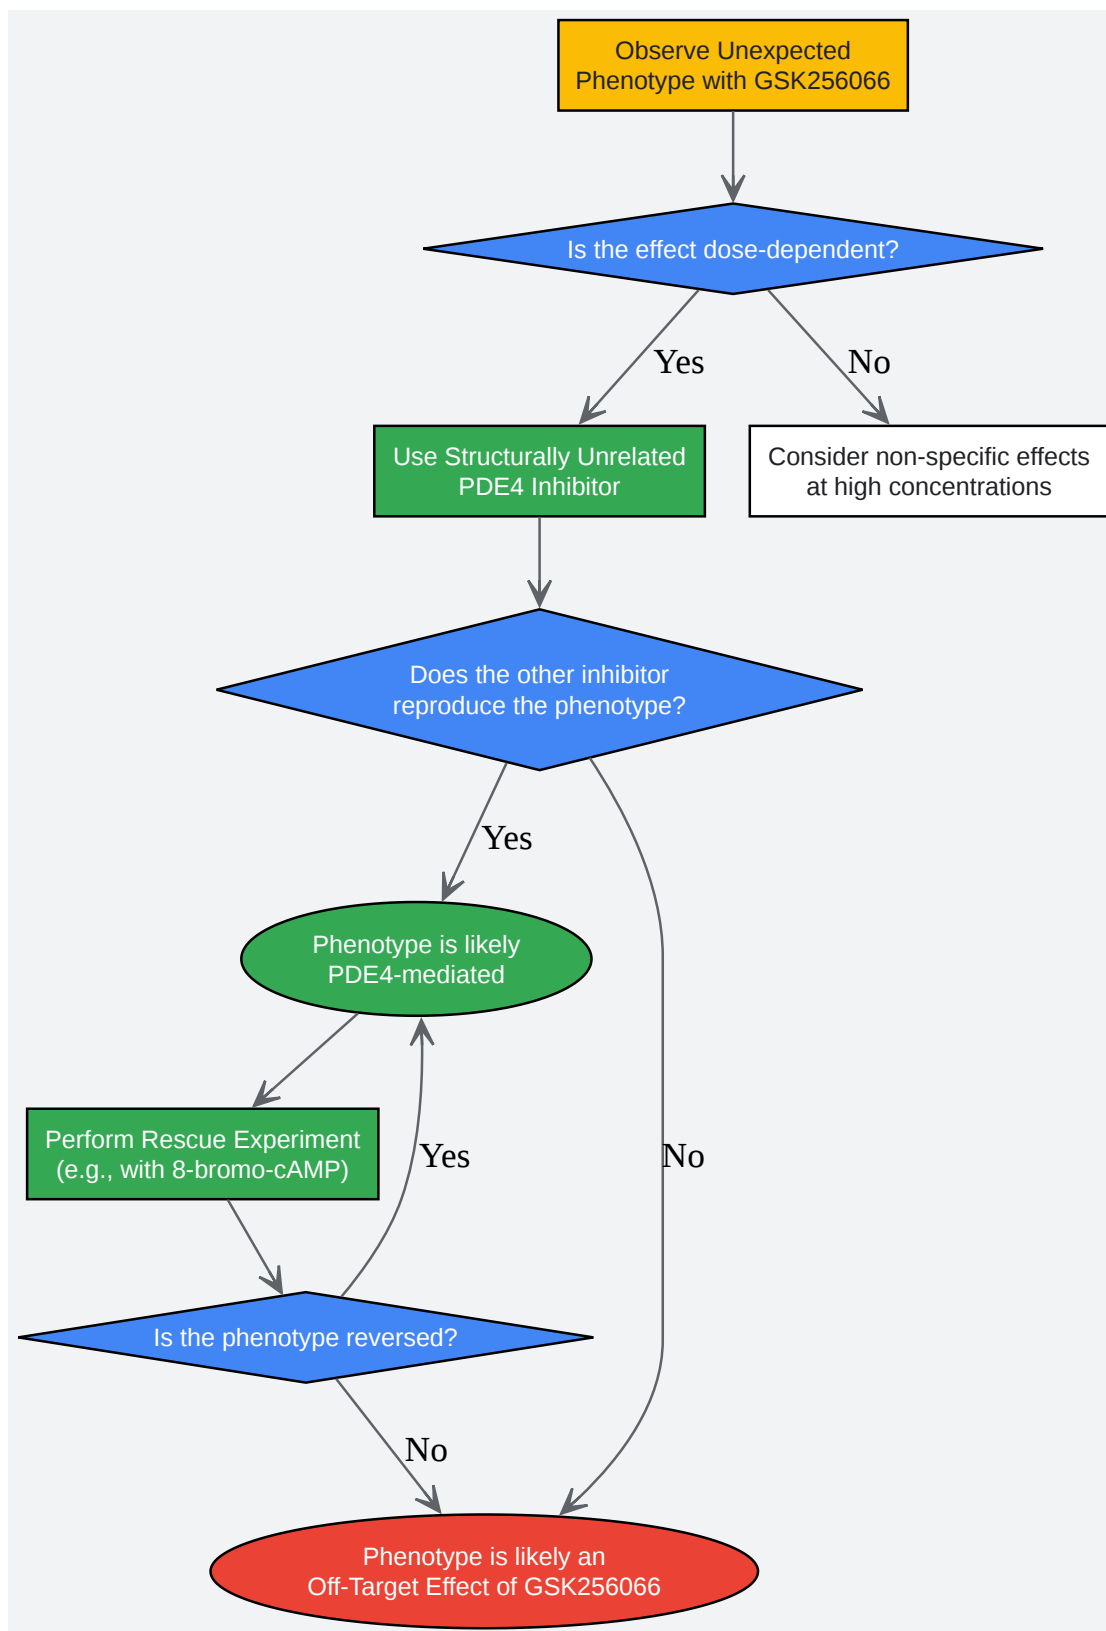 Observe Unexpected
Phenotype with GSK256066
Is the effect dose-dependent?
Yes
No
Use Structurally Unrelated
PDE4 Inhibitor
Consider non-specific effects
at high concentrations
Does the other inhibitor
reproduce the phenotype?
Yes
Phenotype is likely
PDE4-mediated
Perform Rescue Experiment
(e.g., with 8-bromo-cAMP)
Yes
No
Is the phenotype reversed?
No
Phenotype is likely an
Off-Target Effect of GSK256066